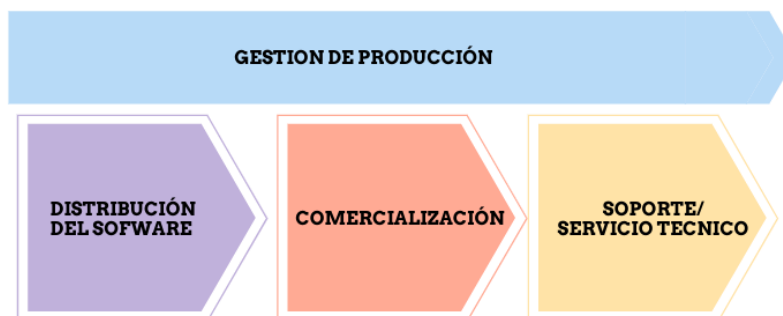 GESTION DE PRODUCCIÓN
DISTRIBUCIÓN
DEL SOFWARE
COMERCIALIZACIÓN
SOPORTE/
SERVICIO TECNICO